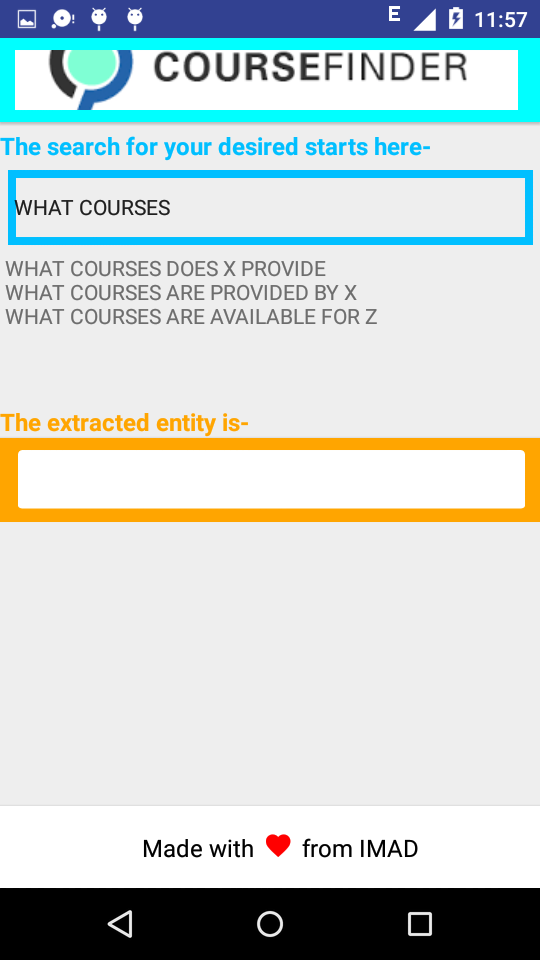 E 11:57
COURSEFINDER
The search for your desired starts here-
WHAT COURSES
WHAT COURSES DOES X PROVIDE
WHAT COURSES ARE PROVIDED BY X
WHAT COURSES ARE AVAILABLE FOR Z
The extracted entity is-
Made with from IMAD